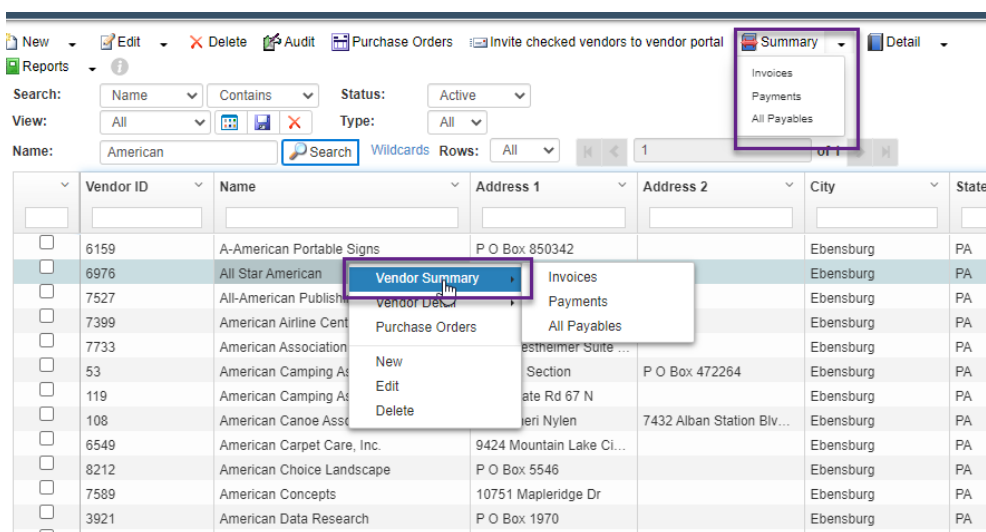 New Edit Delete Audit Purchase Orders Invite checked vendors to vendor portal Summary Detail
Reports
Invoices
Payments
All Payables
Search: Name Contains Status: Active
View: All Type: All
Name: American Search Wildcards Rows: All 1 of 1
Vendor ID Name Address 1 Address 2 City State
6159 A-American Portable Signs P O Box 850342 Ebensburg PA
6976 All Star American Ebensburg PA
7527 All-American Ebensburg PA
7399 American Airline Ebensburg PA
7733 American Association Suite ... Ebensburg PA
53 American Camping Section P O Box 472264 Ebensburg PA
119 American Camping Rd 67 N Ebensburg PA
108 American Canoe Nylen 7432 Alban Station Blv... Ebensburg PA
6549 American Carpet Care, Inc. 9424 Mountain Lake Ci... Ebensburg PA
8212 American Choice Landscape P O Box 5546 Ebensburg PA
7589 American Concepts 10751 Mapleridge Dr Ebensburg PA
3921 American Data Research P O Box 1970 Ebensburg PA
Vendor Summary
Vendor Detail
Purchase Orders
New
Edit
Delete
Invoices
Payments
All Payables